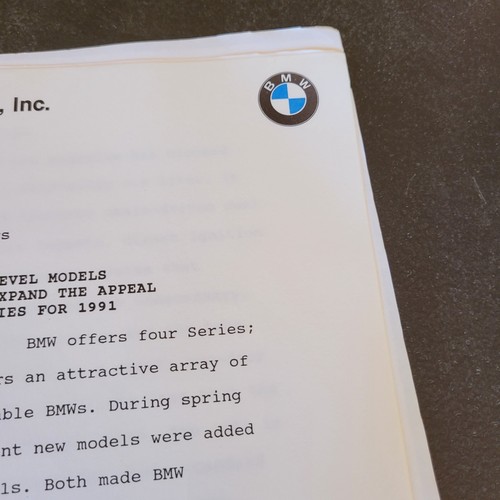 , Inc.
BMW
s
EVEL MODELS
XPAND THE APPEAL
IES FOR 1991
BMW offers four Series;
rs an attractive array of
able BMWs. During spring
nt new models were added
ls. Both made BMW